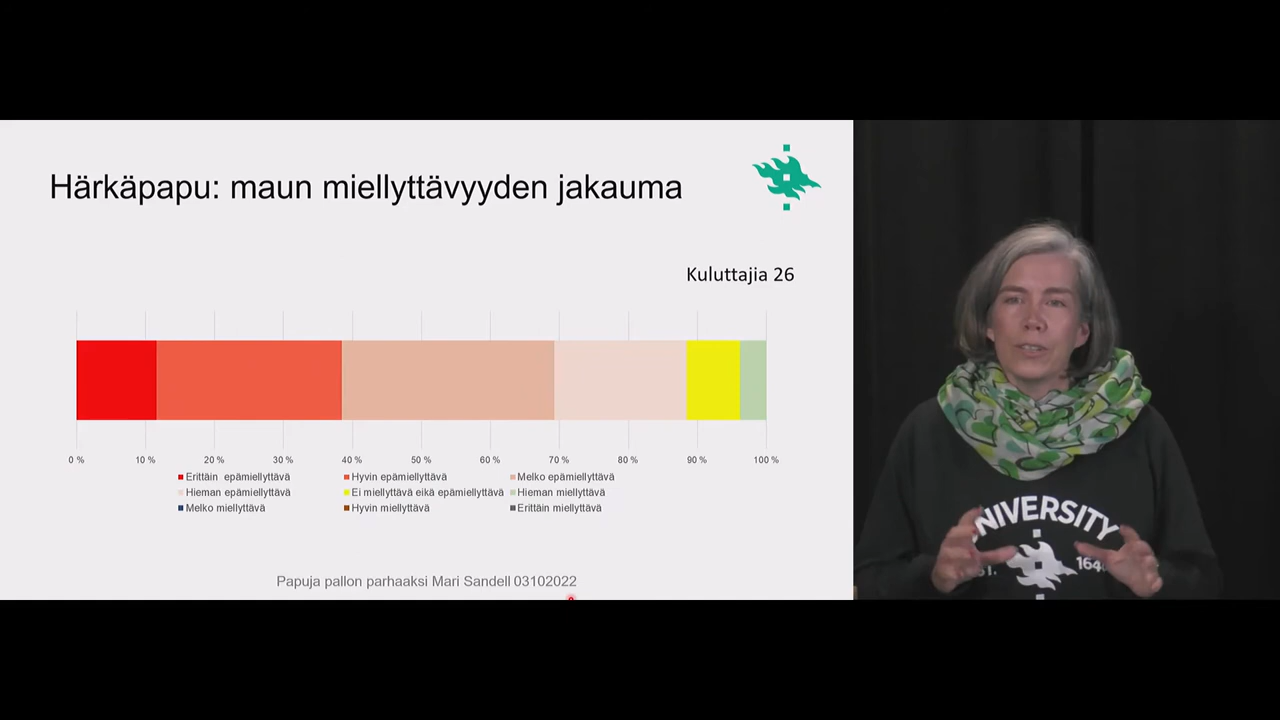 Härkäpapu: maun miellyttävyyden jakauma
Kuluttajia 26
0 % 10 % 20 % 30 % 40 % 50 % 60 % 70 % 80 % 90 % 100 %
Erittäin epämiellyttävä Hyvin epämiellyttävä Melko epämiellyttävä
Hieman epämiellyttävä Ei miellyttävä eikä epämiellyttävä Hieman miellyttävä
Melko miellyttävä Hyvin miellyttävä Erittäin miellyttävä
Papuja pallon parhaaksi Mari Sandell 03102022
NIVERSITY